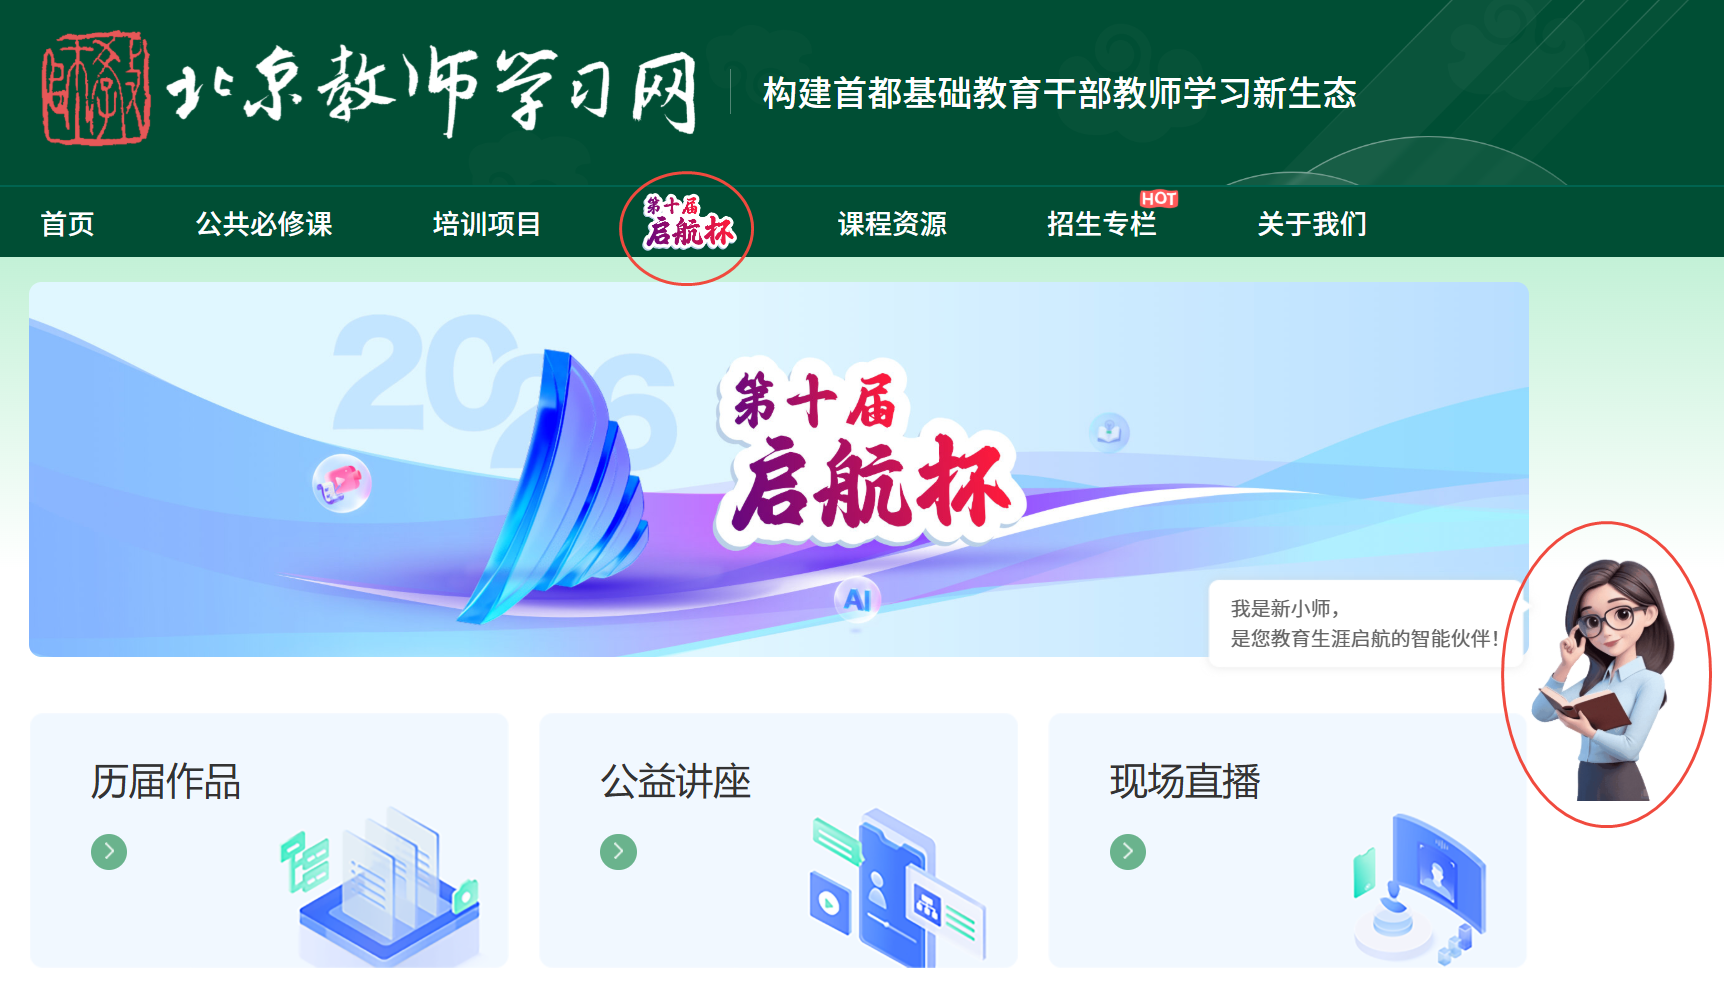 北京教师学习网
构建首都基础教育干部教师学习新生态
首页
公共必修课
培训项目
第十届
启航杯
课程资源
招生专栏
HOT
关于我们
2026
第十届
启航杯
AI
我是新小师，
是您教育生涯启航的智能伙伴！
历届作品
公益讲座
现场直播